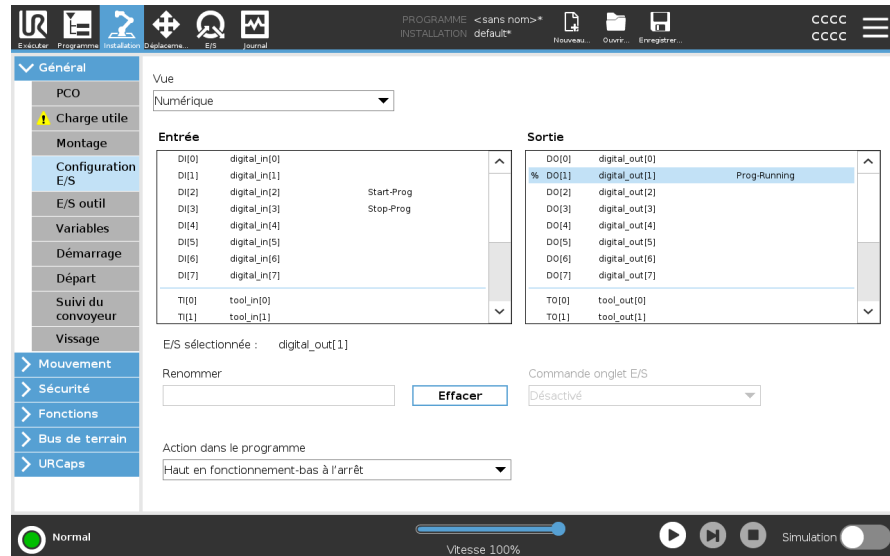 PROGRAMME <sans nom>*
INSTALLATION default*
CCCC
CCCC
Exécuter Programme Installation Déplaceme... E/S Journal
Nouveau... Ouvrir... Enregistrer...
Général
PCO
Charge utile
Montage
Configuration
E/S
E/S outil
Variables
Démarrage
Départ
Suivi du
convoyeur
Vissage
Mouvement
Sécurité
Fonctions
Bus de terrain
URCaps
Vue
Numérique
Entrée
DI[0] digital_in[0]
DI[1] digital_in[1]
DI[2] digital_in[2] Start-Prog
DI[3] digital_in[3] Stop-Prog
DI[4] digital_in[4]
DI[5] digital_in[5]
DI[6] digital_in[6]
DI[7] digital_in[7]
TI[0] tool_in[0]
TI[1] tool_in[1]
Sortie
DO[0] digital_out[0]
% DO[1] digital_out[1] Prog-Running
DO[2] digital_out[2]
DO[3] digital_out[3]
DO[4] digital_out[4]
DO[5] digital_out[5]
DO[6] digital_out[6]
DO[7] digital_out[7]
TO[0] tool_out[0]
TO[1] tool_out[1]
E/S sélectionnée : digital_out[1]
Renommer
Effacer
Commande onglet E/S
Désactivé
Action dans le programme
Haut en fonctionnement-bas à l'arrêt
Normal
Vitesse 100%
Simulation